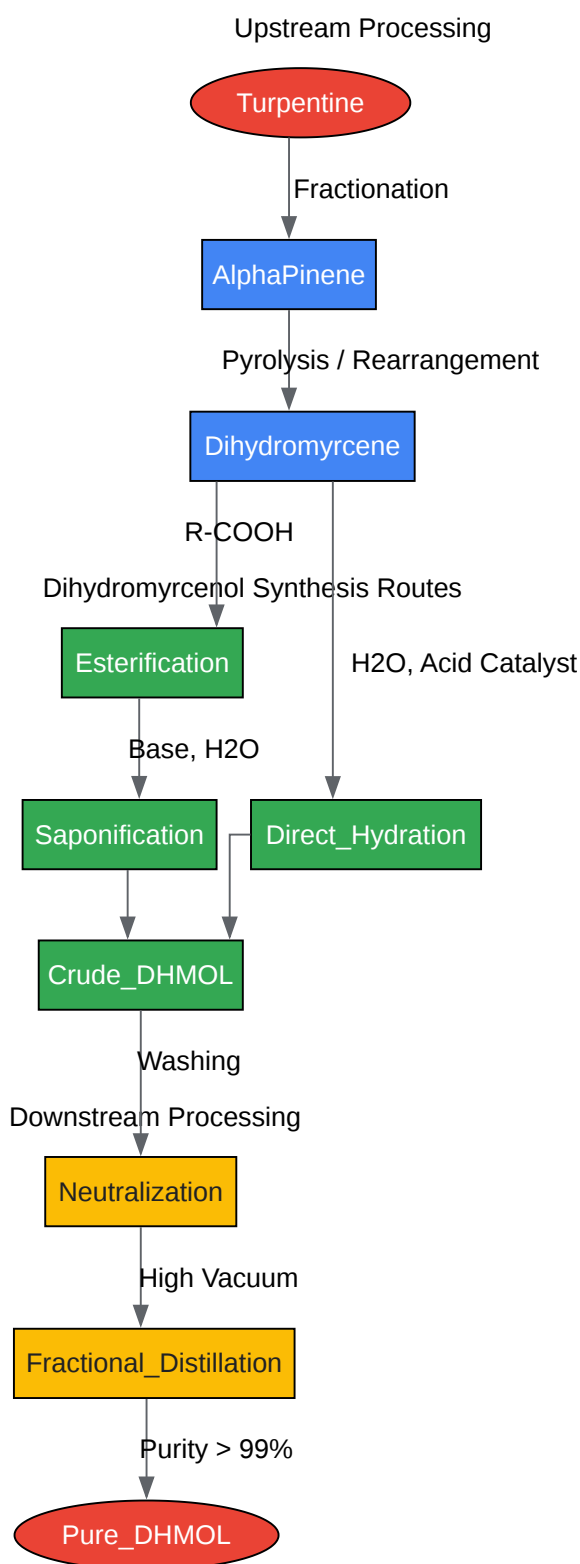 Upstream Processing
Turpentine
Fractionation
AlphaPinene
Pyrolysis / Rearrangement
Dihydromyrcene
R-COOH
Dihydromyrcenol Synthesis Routes
Esterification
H2O, Acid Catalyst
Base, H2O
Saponification
Direct_Hydration
Crude_DHMOL
Washing
Downstream Processing
Neutralization
High Vacuum
Fractional_Distillation
Purity > 99%
Pure_DHMOL